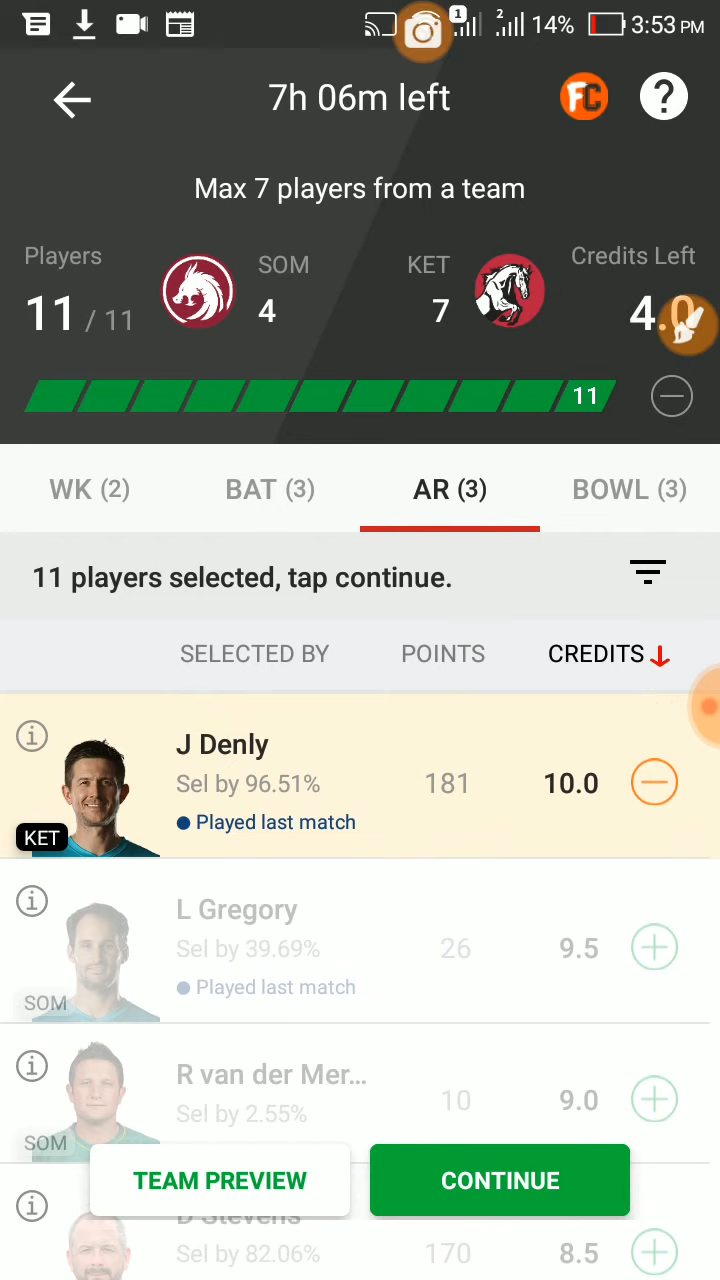 1 2 14% 3:53 PM
7h 06m left FC ?
Max 7 players from a team
Players SOM KET Credits Left
11 / 11 4 7 4.0
11
WK (2) BAT (3) AR (3) BOWL (3)
11 players selected, tap continue.
SELECTED BY POINTS CREDITS
J Denly
Sel by 96.51% 181 10.0
Played last match
KET
L Gregory
Sel by 39.69% 26 9.5
Played last match
SOM
R van der Mer...
Sel by 2.55% 10 9.0
SOM
TEAM PREVIEW CONTINUE
D Stevens
Sel by 82.06% 170 8.5